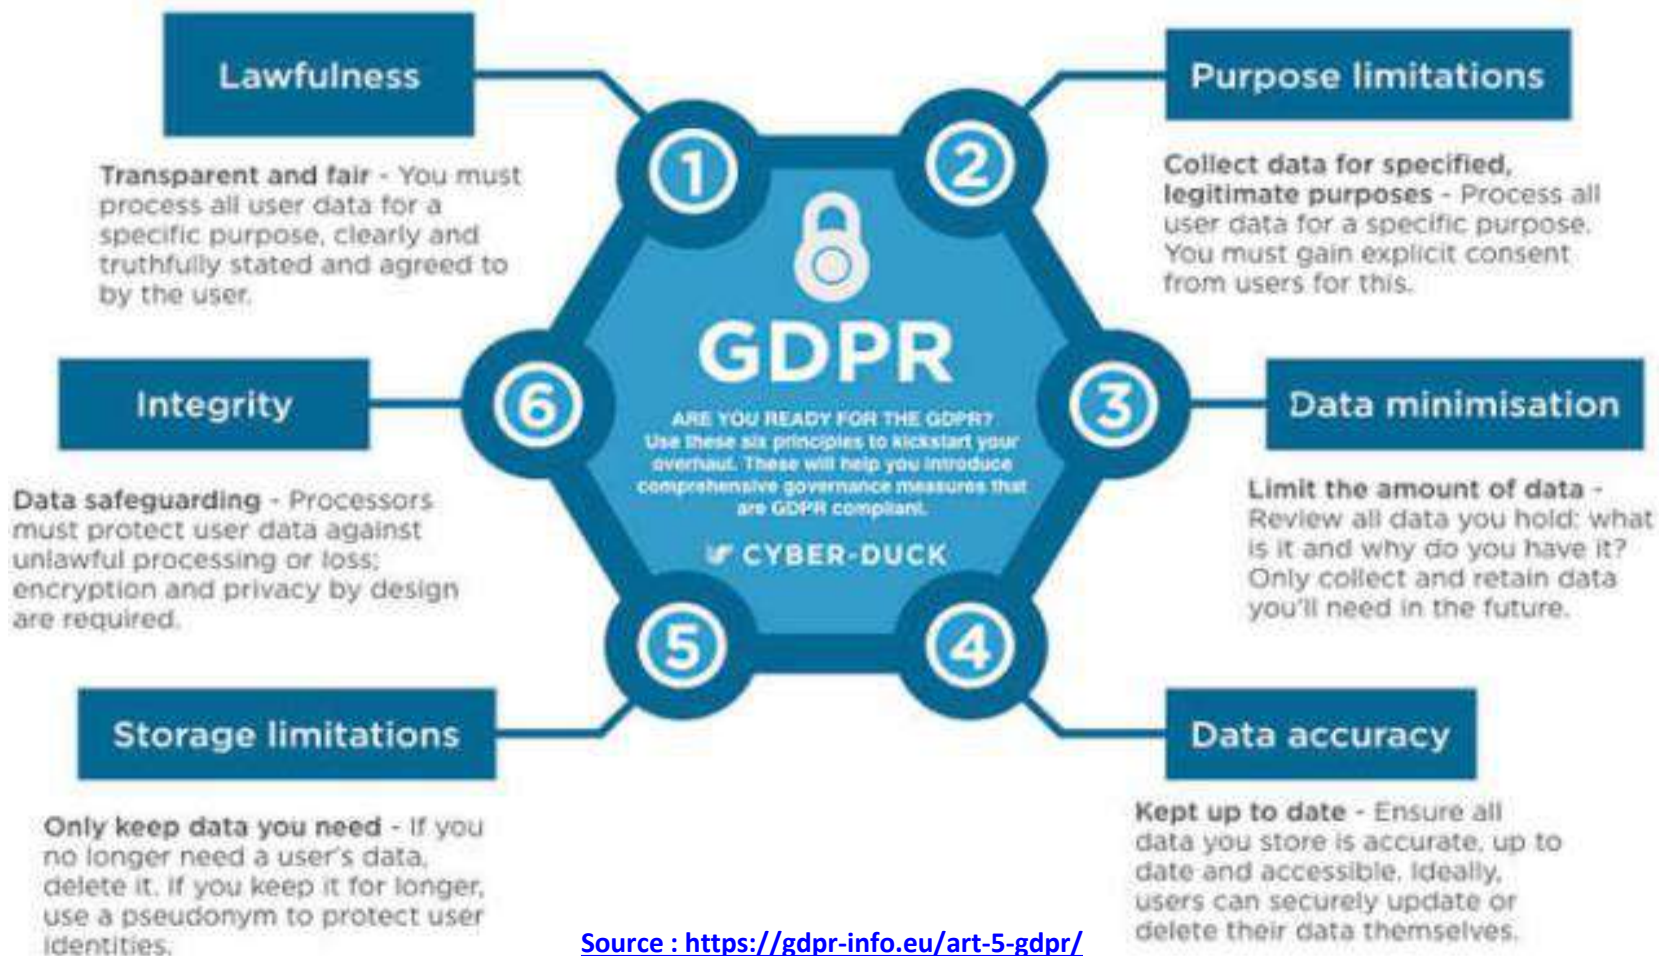 Lawfulness
Transparent and fair - You must
process all user data for a
specific purpose, clearly and
truthfully stated and agreed to
by the user.
1
2
Purpose limitations
Collect data for specified,
legitimate purposes - Process all
user data for a specific purpose.
You must gain explicit consent
from users for this.
3
Data minimisation
Limit the amount of data -
Review all data you hold: what
is it and why do you have it?
Only collect and retain data
you'll need in the future.
4
Data accuracy
Kept up to date - Ensure all
data you store is accurate, up to
date and accessible. Ideally,
users can securely update or
delete their data themselves.
5
Storage limitations
Only keep data you need - If you
no longer need a user's data,
delete it. If you keep it for longer,
use a pseudonym to protect user
identities.
6
Integrity
Data safeguarding - Processors
must protect user data against
unlawful processing or loss;
encryption and privacy by design
are required.
GDPR
ARE YOU READY FOR THE GDPR?
Use these six principles to kickstart your
overhaul. These will help you introduce
comprehensive governance measures that
are GDPR compliant.
CYBER-DUCK
Source : https://gdpr-info.eu/art-5-gdpr/